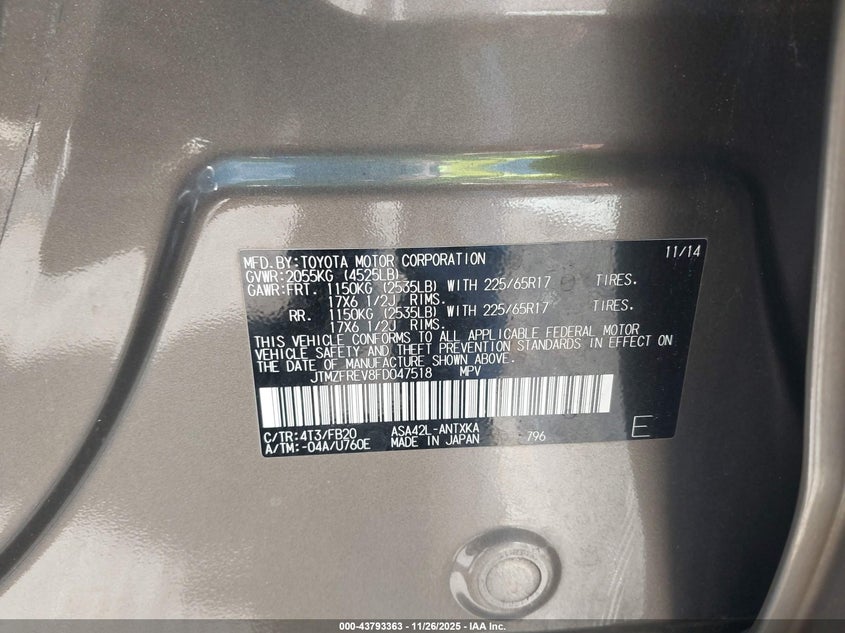 MFD. BY: TOYOTA MOTOR CORPORATION 11/14
GVWR: 2055KG (4525LB)
GAWR: FRT. 1150KG (2535LB) WITH 225/65R17 TIRES.
17X6 1/2J RIMS.
RR. 1150KG (2535LB) WITH 225/65R17 TIRES.
17X6 1/2J RIMS.
THIS VEHICLE CONFORMS TO ALL APPLICABLE FEDERAL MOTOR
VEHICLE SAFETY AND THEFT PREVENTION STANDARDS IN EFFECT ON
THE DATE OF MANUFACTURE SHOWN ABOVE.
JTMZFREV8FD047518 MPV
C/TR: 4T3/FB20 ASA42L-ANTXKA
A/TM: -04A/U760E MADE IN JAPAN 796 E
000-43793363 - 11/26/2025 - IAA Inc.